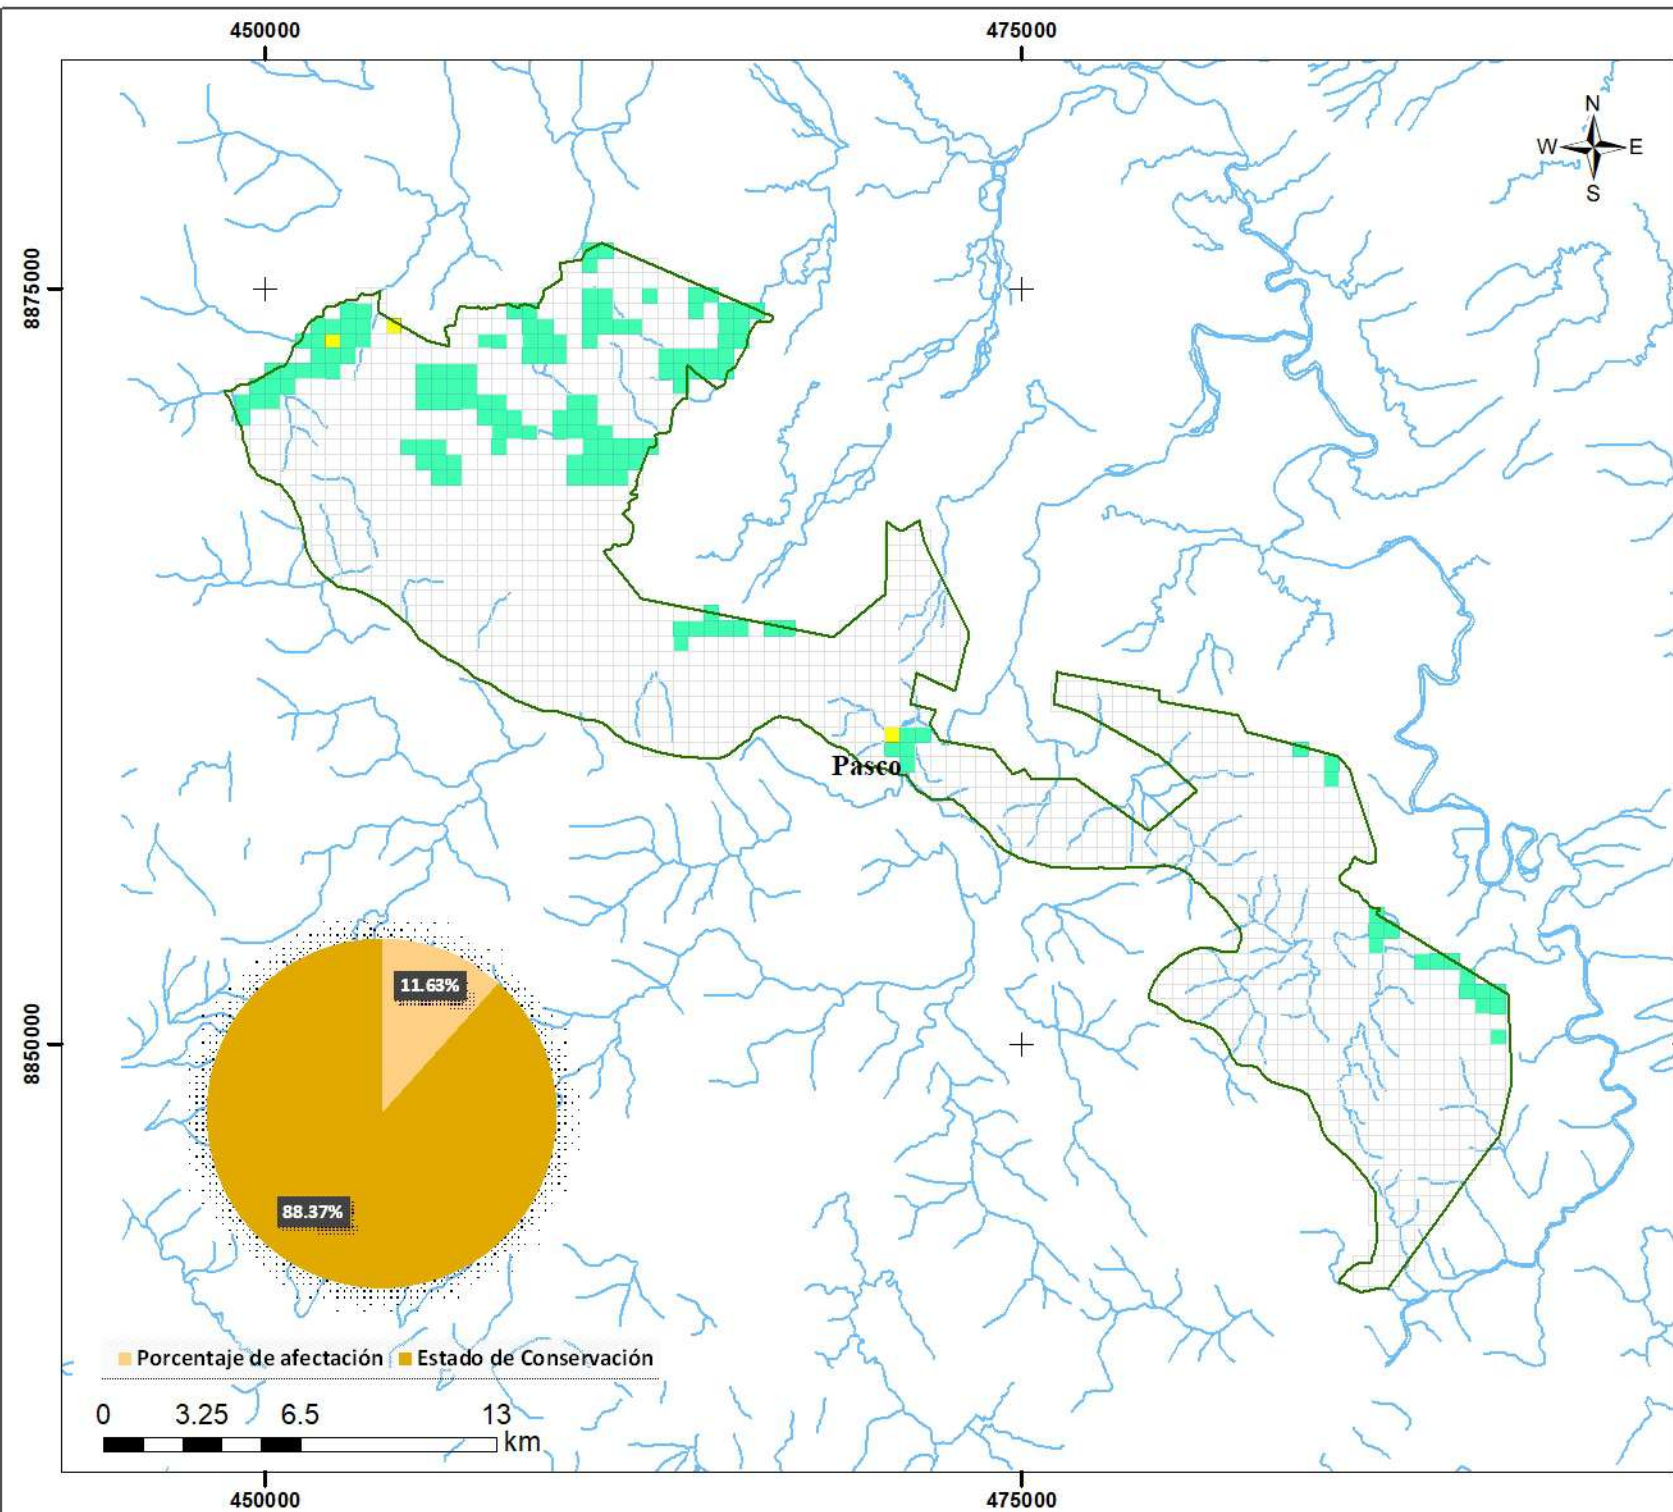 450000 475000
N
W E
S
8875000
Pasco
11.63%
8850000
88.37%
Porcentaje de afectación Estado de Conservación
0 3.25 6.5 13
km
450000 475000